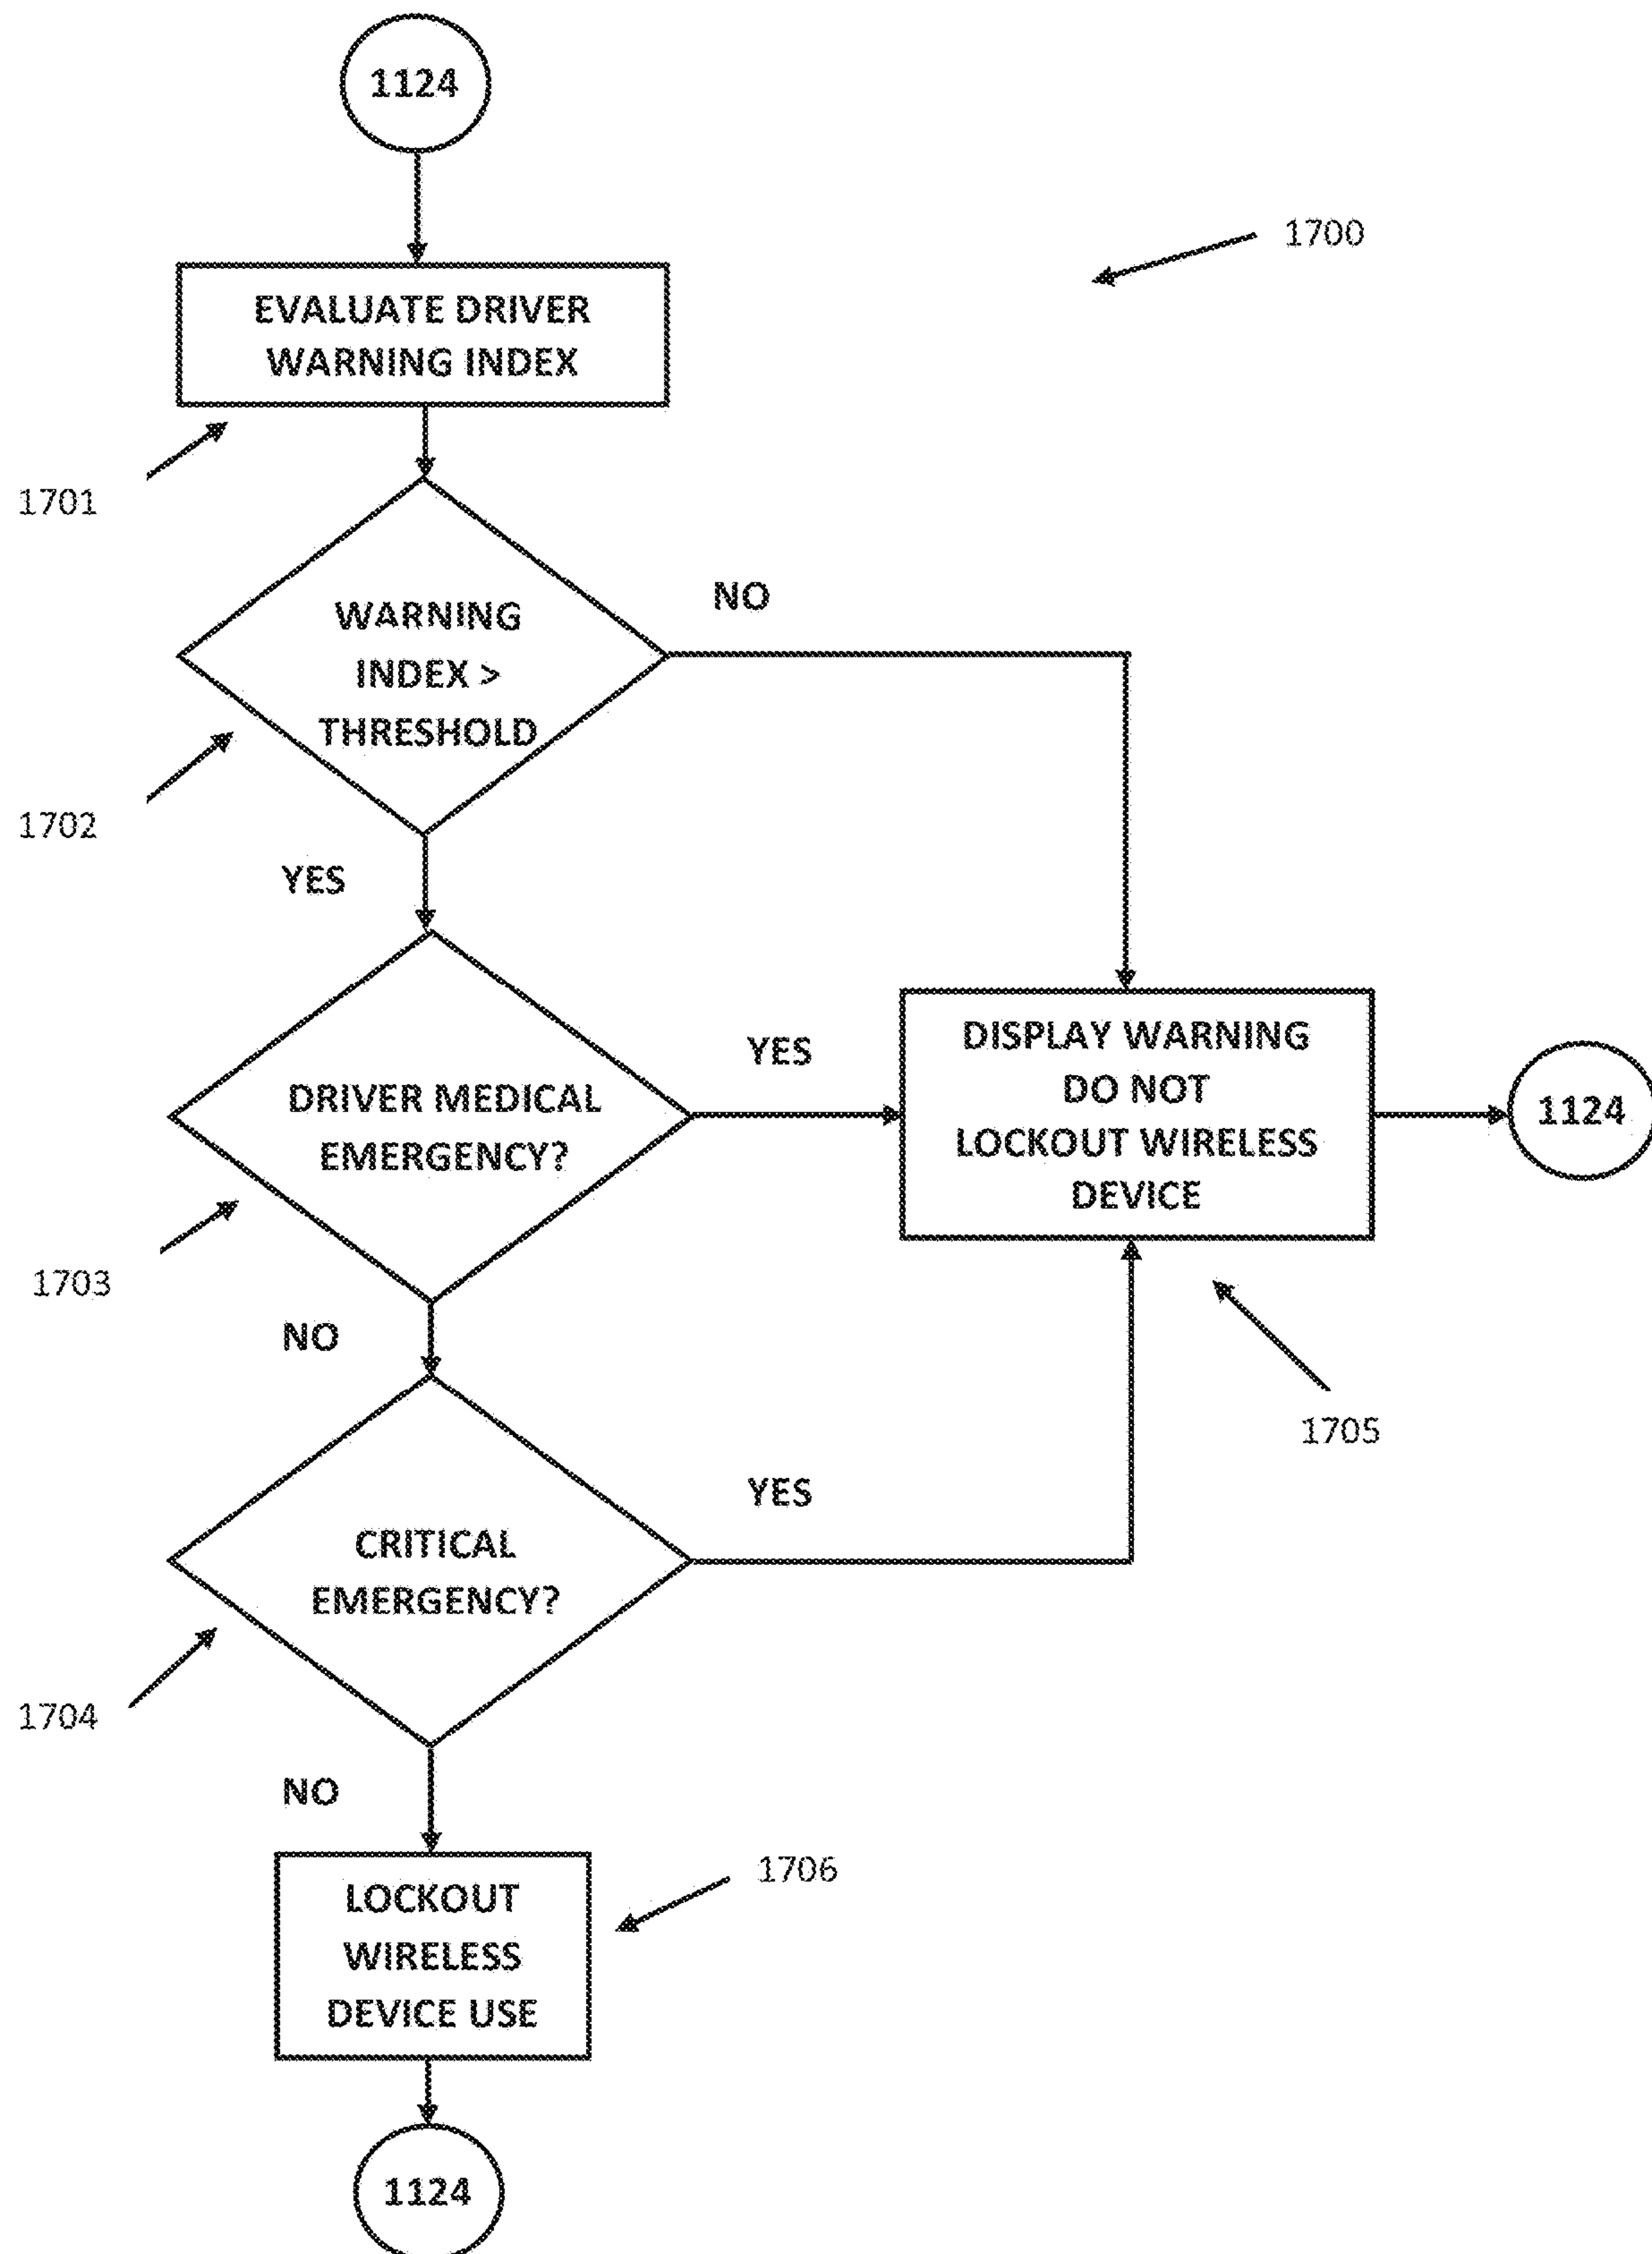 1124
1700
EVALUATE DRIVER
WARNING INDEX
1701
NO
WARNING
INDEX >
THRESHOLD
1702
YES
DRIVER MEDICAL
EMERGENCY?
1703
YES
DISPLAY WARNING
DO NOT
LOCKOUT WIRELESS
DEVICE
1124
1705
NO
CRITICAL
EMERGENCY?
YES
1704
NO
LOCKOUT
WIRELESS
DEVICE USE
1706
1124